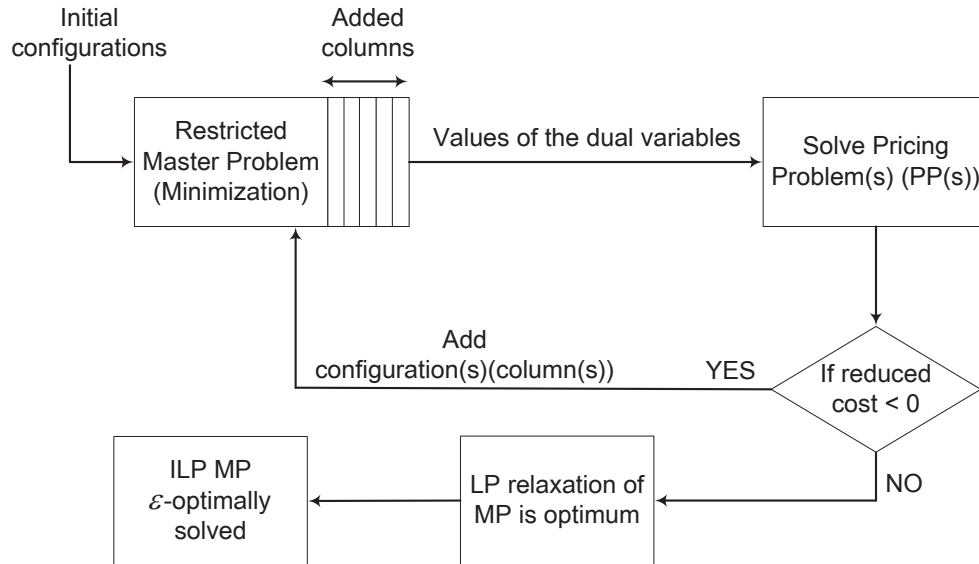 Initial
configurations
Added
columns
Restricted
Master Problem
(Minimization)
Values of the dual variables
Solve Pricing
Problem(s) (PP(s))
Add
configuration(s)(column(s))
YES
If reduced
cost < 0
NO
LP relaxation of
MP is optimum
ILP MP
ε-optimally
solved